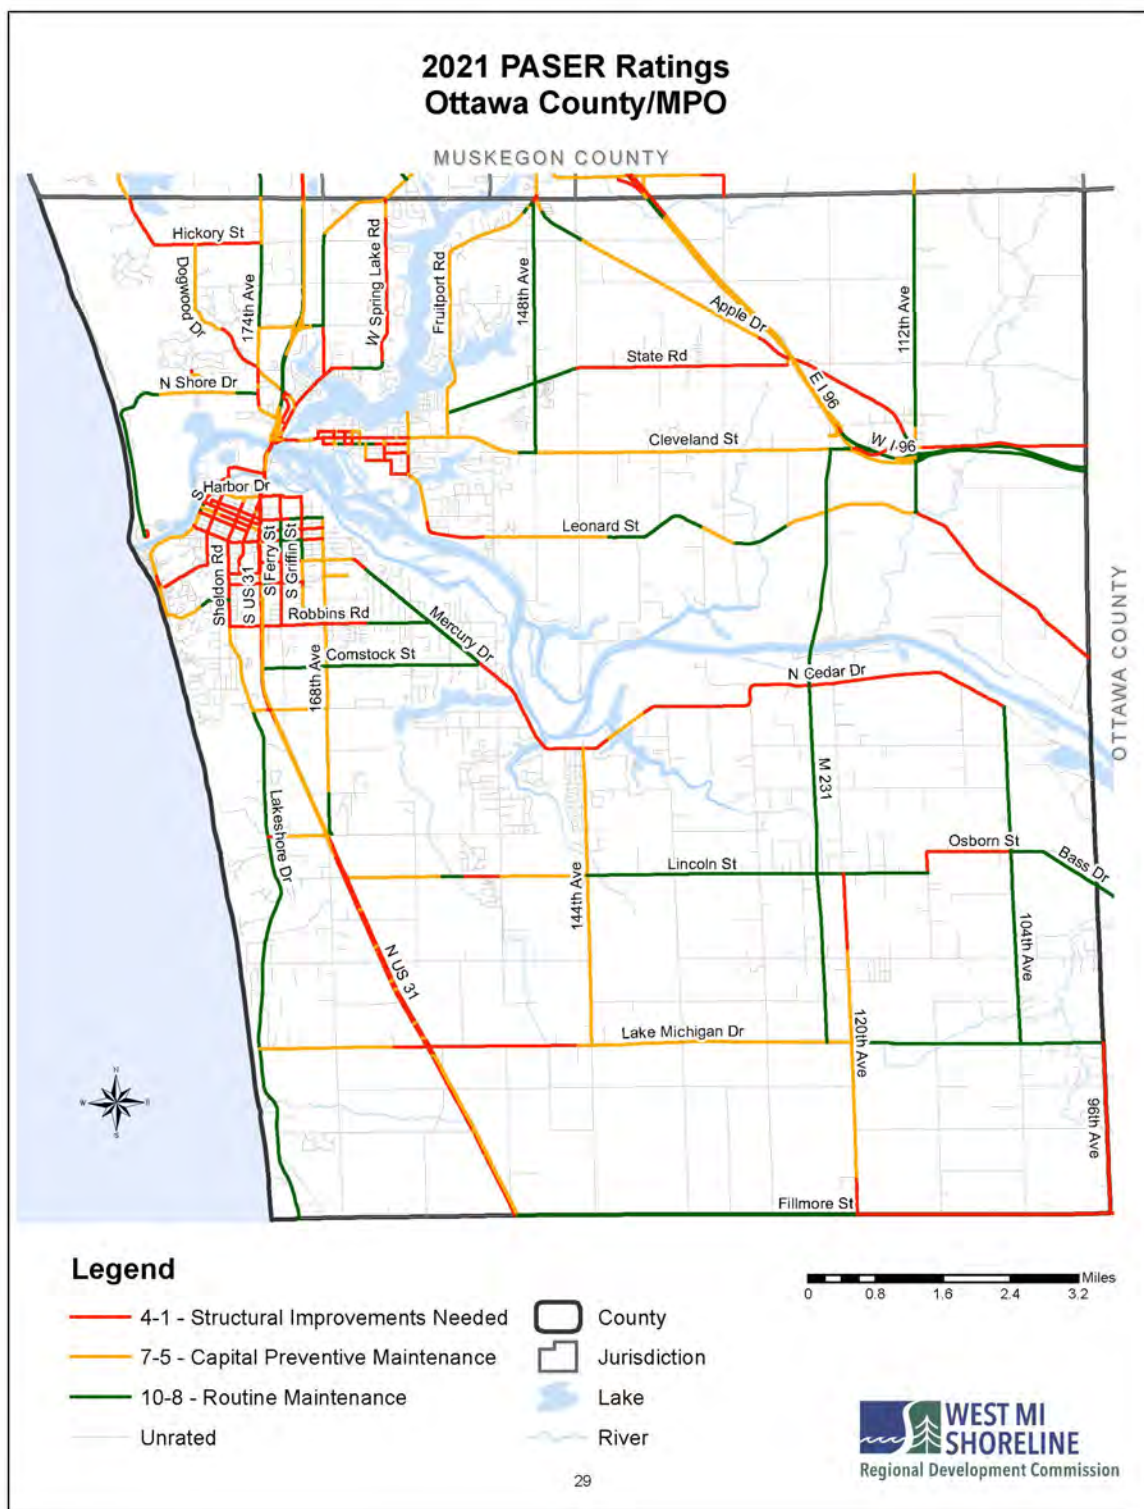 2021 PASER Ratings
Ottawa County/MPO
MUSKEGON COUNTY
Hickory St
Dogwood Dr
174th Ave
W Spring Lake Rd
Fruitport Rd
148th Ave
Apple Dr
112th Ave
State Rd
E I 96
N Shore Dr
Cleveland St
W I-96
Harbor Dr
S
Leonard St
Sheldon Rd
S US 31
S Ferry St
S Griffin St
Robbins Rd
Mercury Dr
Comstock St
168th Ave
N Cedar Dr
OTTAWA COUNTY
M 231
Lakeshore Dr
Osborn St
Bass Dr
Lincoln St
144th Ave
104th Ave
N US 31
Lake Michigan Dr
120th Ave
96th Ave
N
W
E
S
Fillmore St
Legend
4-1 - Structural Improvements Needed
7-5 - Capital Preventive Maintenance
10-8 - Routine Maintenance
Unrated
County
Jurisdiction
Lake
River
Miles
0 0.8 1.6 2.4 3.2
WEST MI
SHORELINE
Regional Development Commission
29